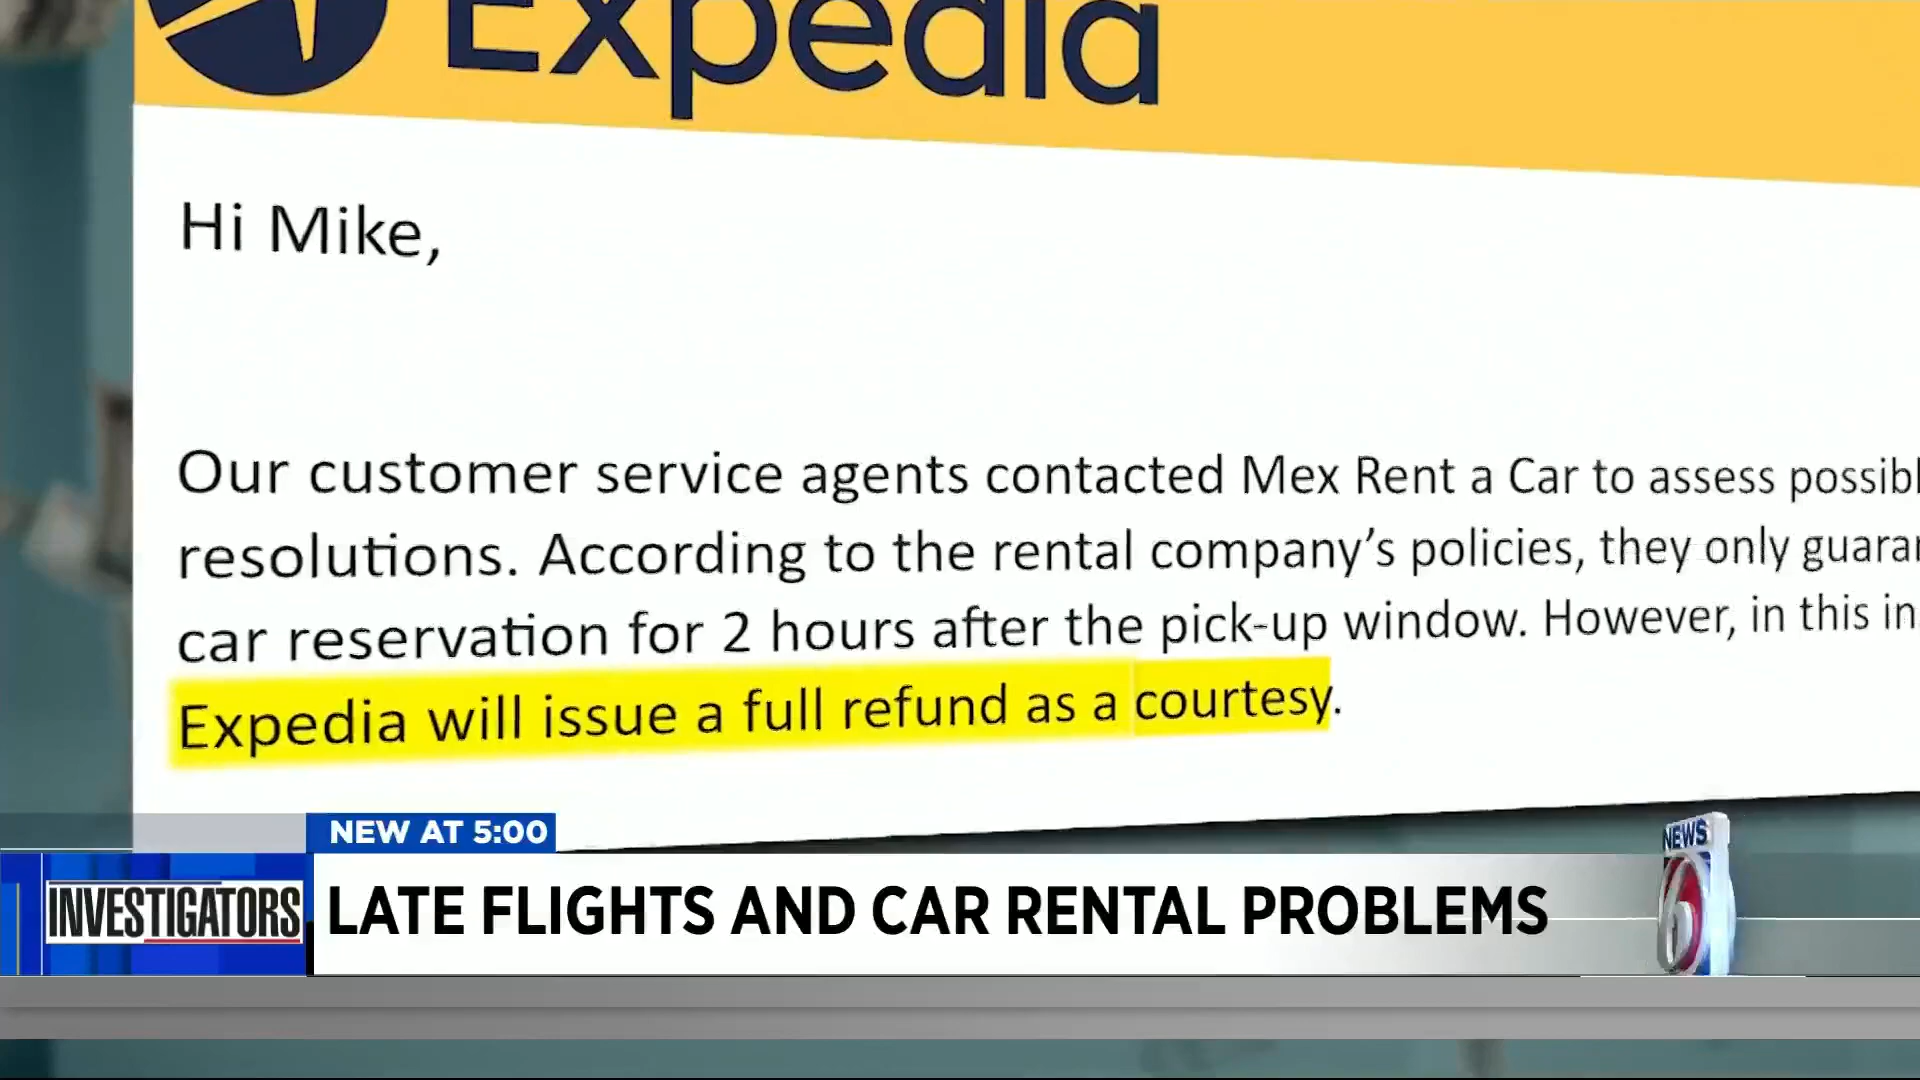 Expedia
Hi Mike,
Our customer service agents contacted Mex Rent a Car to assess
resolutions. According to the rental company's policies, they only
car reservation for 2 hours after the pick-up window. However, in this
Expedia will issue a full refund as a courtesy.
NEW AT 5:00
INVESTIGATORS
LATE FLIGHTS AND CAR RENTAL PROBLEMS
NEWS
6